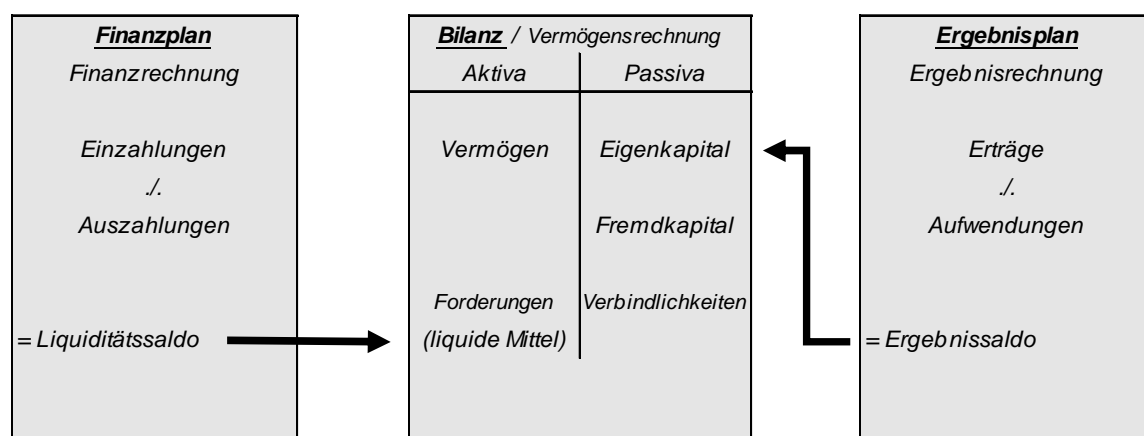 Finanzplan
Finanzrechnung
Einzahlungen
./.
Auszahlungen
= Liquiditätssaldo
Bilanz / Vermögensrechnung
Aktiva Passiva
Vermögen Eigenkapital
Fremdkapital
Forderungen Verbindlichkeiten
(liquide Mittel)
Ergebnisplan
Ergebnisrechnung
Erträge
./.
Aufwendungen
= Ergebnissaldo